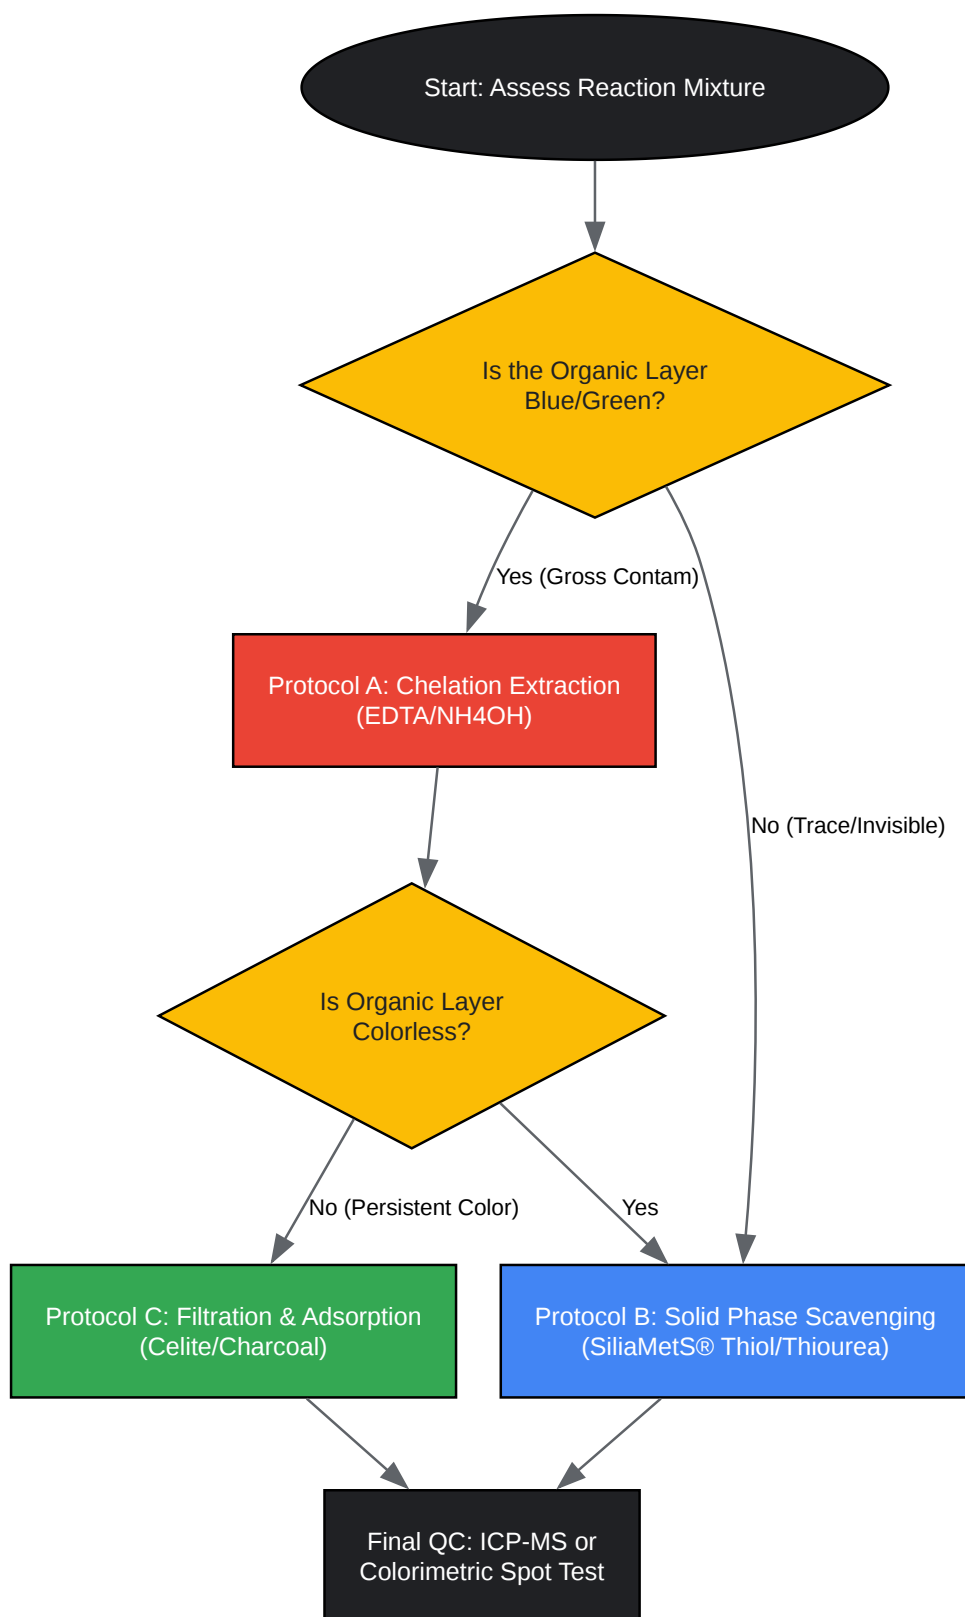 Start: Assess Reaction Mixture
Is the Organic Layer
Blue/Green?
Yes (Gross Contam)
Protocol A: Chelation Extraction
(EDTA/NH4OH)
No (Trace/Invisible)
Is Organic Layer
Colorless?
No (Persistent Color)
Yes
Protocol C: Filtration & Adsorption
(Celite/Charcoal)
Protocol B: Solid Phase Scavenging
(SiliaMetS® Thiol/Thiourea)
Final QC: ICP-MS or
Colorimetric Spot Test